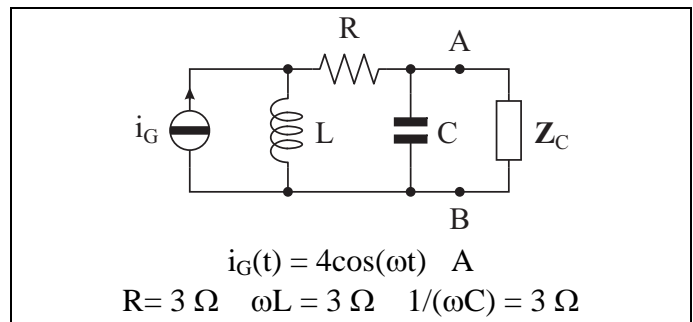 R
A
i_G
L
C
Z_C
B
i_G(t) = 4cos(ωt) A
R= 3 Ω ωL = 3 Ω 1/(ωC) = 3 Ω